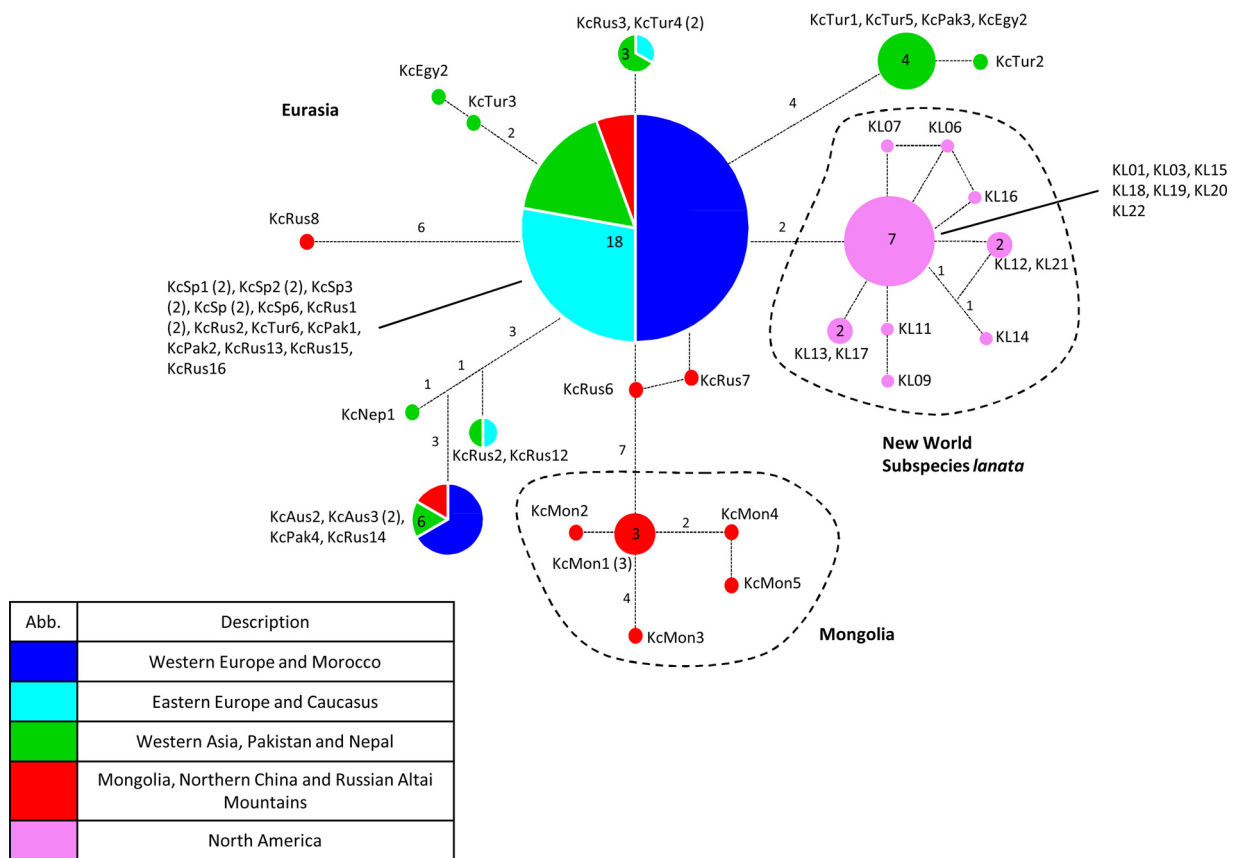 KcRus3, KcTur4 (2)
3
KcTur1, KcTur5, KcPak3, KcEgy2
4
KcTur2
KcEgy2
KcTur3
2
Eurasia
4
KL07
KL06
KL16
KL01, KL03, KL15
KL18, KL19, KL20
KL22
KcRus8
6
18
2
7
2
KL12, KL21
1
1
KL14
2
KL13, KL17
KL11
KL09
KcSp1 (2), KcSp2 (2), KcSp3
(2), KcSp (2), KcSp6, KcRus1
(2), KcRus2, KcTur6, KcPak1,
KcPak2, KcRus13, KcRus15,
KcRus16
3
1
1
KcNep1
3
KcRus2, KcRus12
KcRus6
KcRus7
7
New World
Subspecies lanata
KcAus2, KcAus3 (2),
KcPak4, KcRus14
6
KcMon2
3
2
KcMon4
KcMon1 (3)
KcMon5
4
KcMon3
Mongolia
Abb.
Description
Western Europe and Morocco
Eastern Europe and Caucasus
Western Asia, Pakistan and Nepal
Mongolia, Northern China and Russian Altai
Mountains
North America